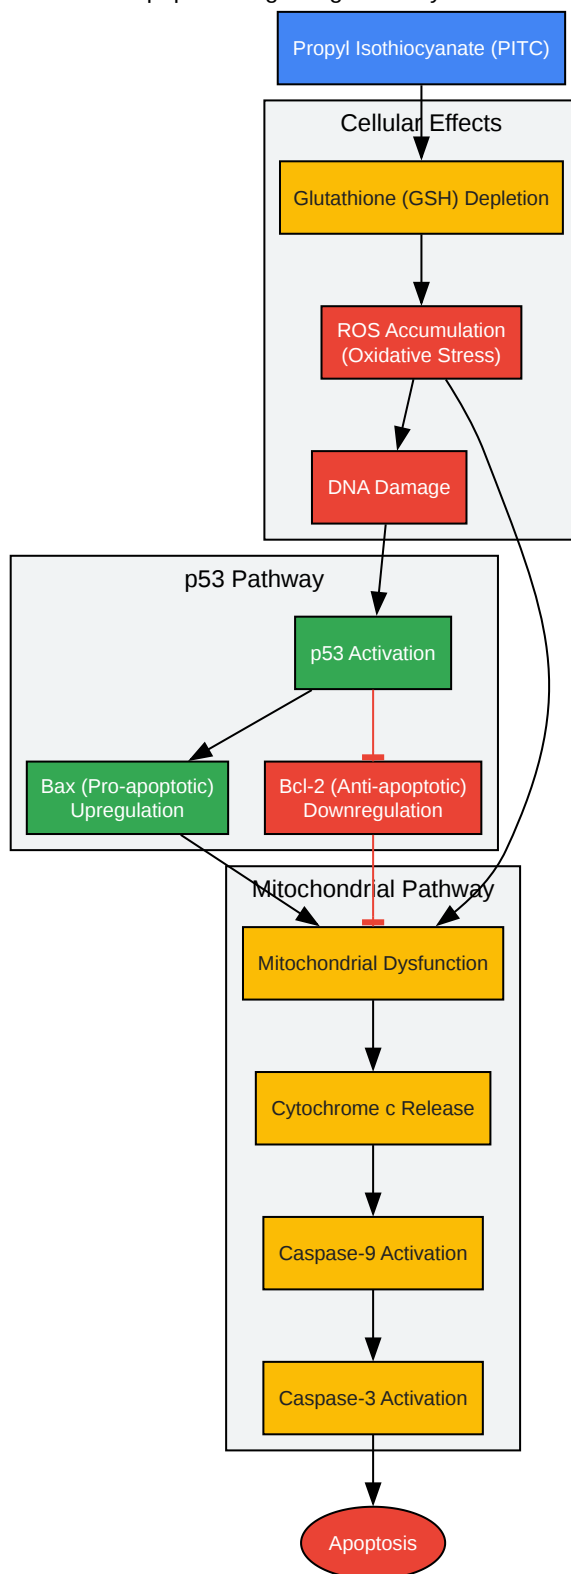 Propyl Isothiocyanate (PITC)
Cellular Effects
Glutathione (GSH) Depletion
ROS Accumulation
(Oxidative Stress)
DNA Damage
p53 Pathway
p53 Activation
Bax (Pro-apoptotic)
Upregulation
Bcl-2 (Anti-apoptotic)
Downregulation
Mitochondrial Pathway
Mitochondrial Dysfunction
Cytochrome c Release
Caspase-9 Activation
Caspase-3 Activation
Apoptosis